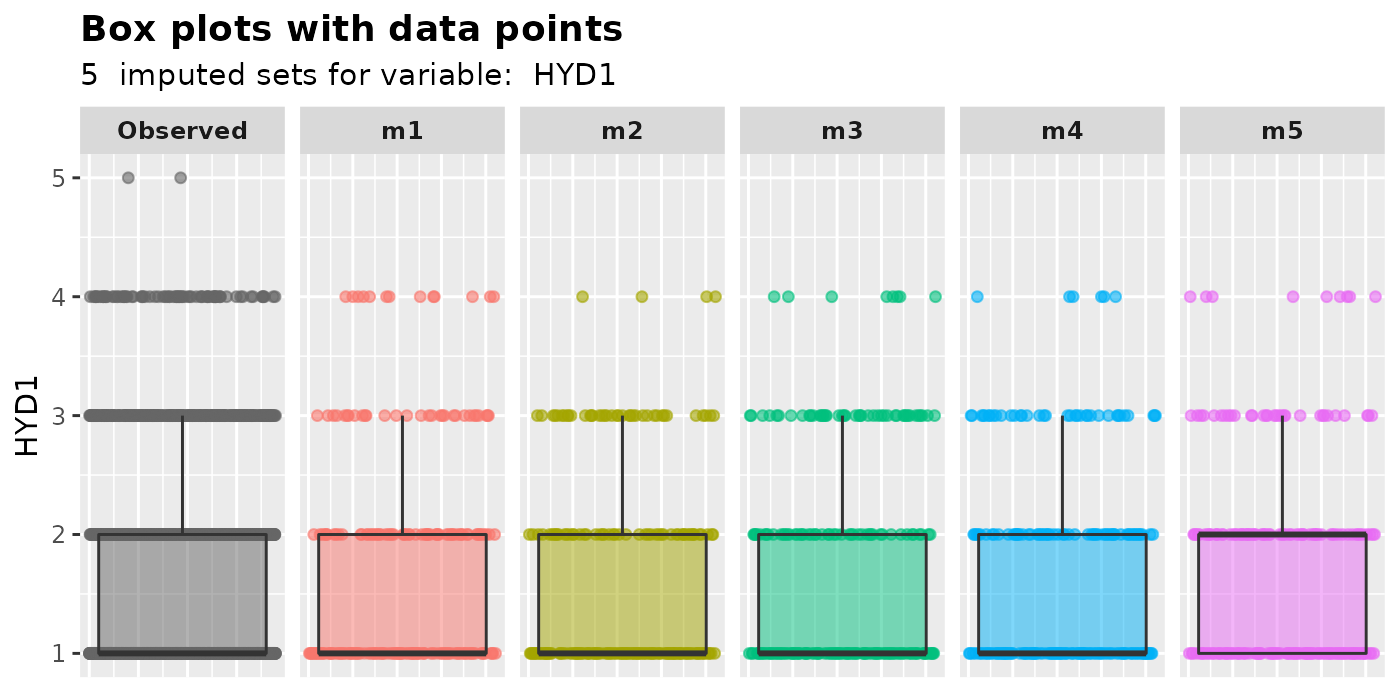 Box plots with data points
5  imputed sets for variable:  HYD1
Observed m1 m2 m3 m4 m5
HYD1
5
4
3
2
1